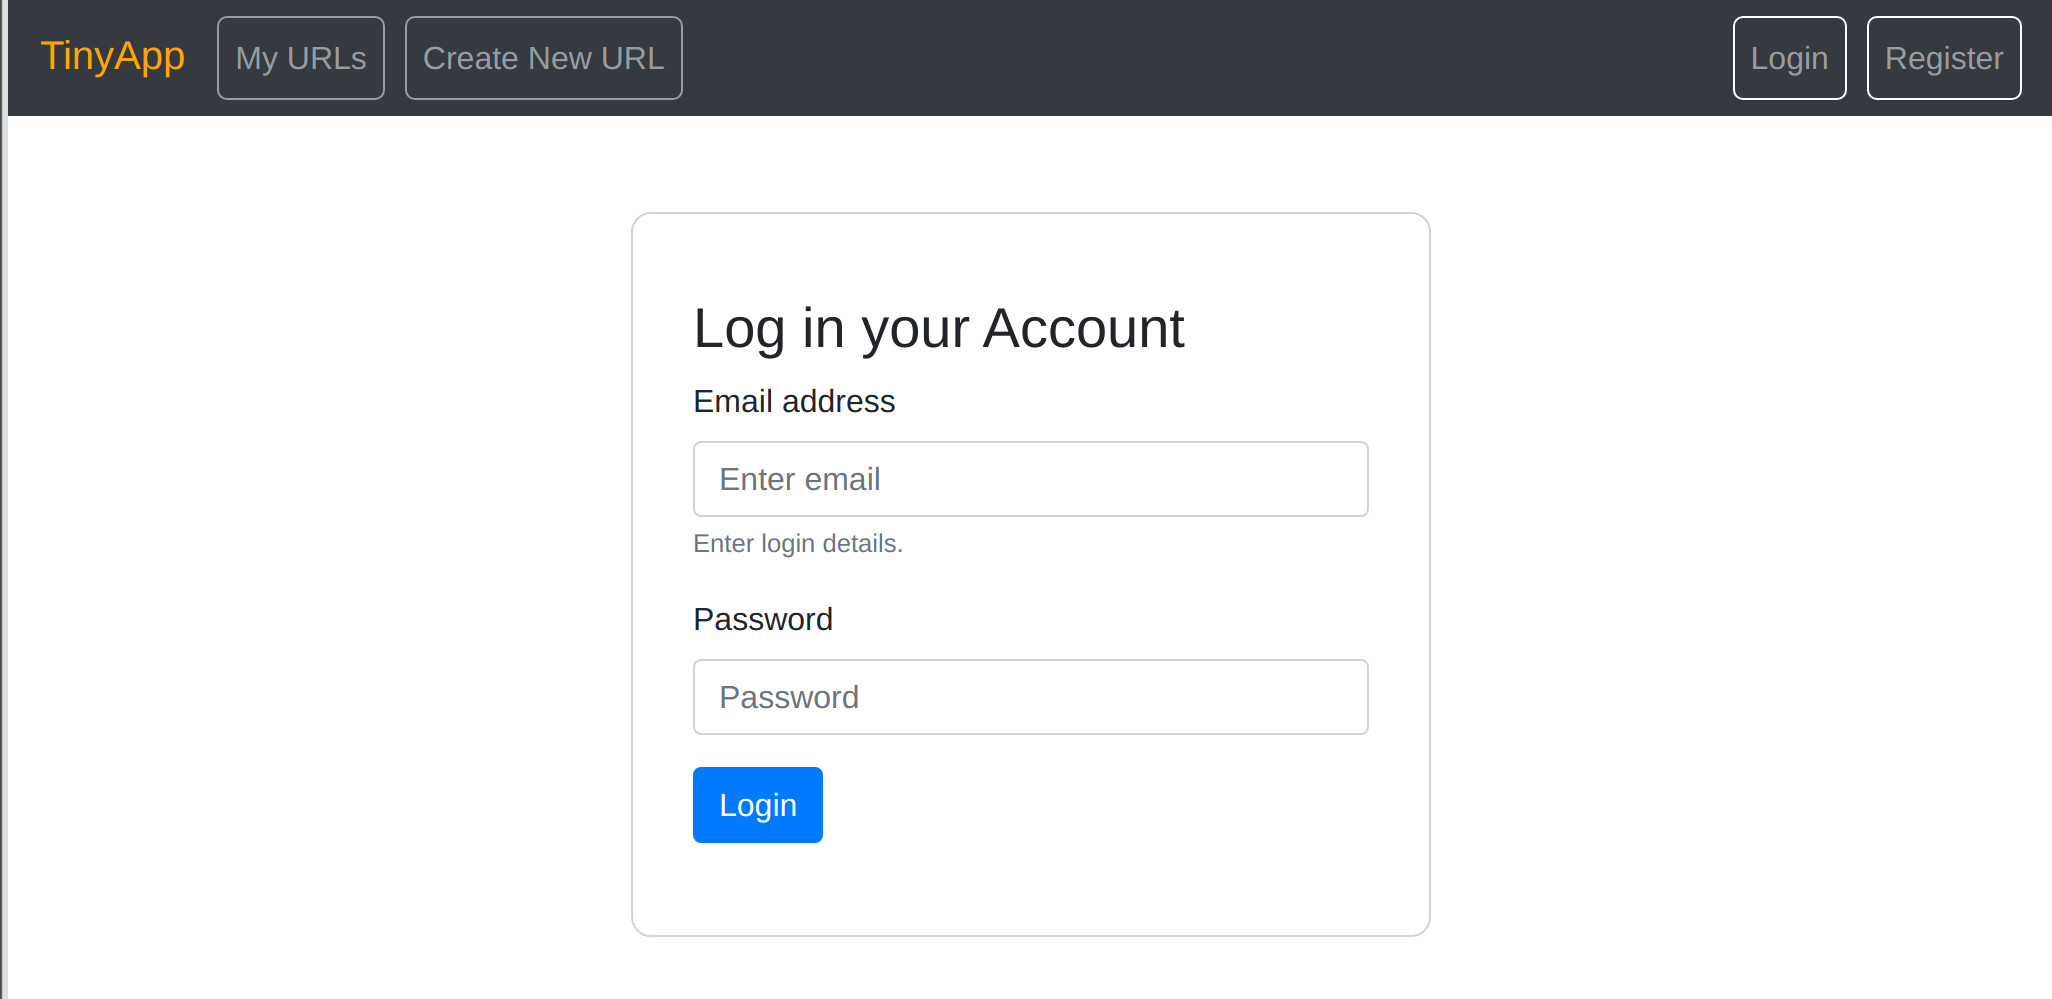 TinyApp My URLs Create New URL Login Register
Log in your Account
Email address
Enter email
Enter login details.
Password
Password
Login